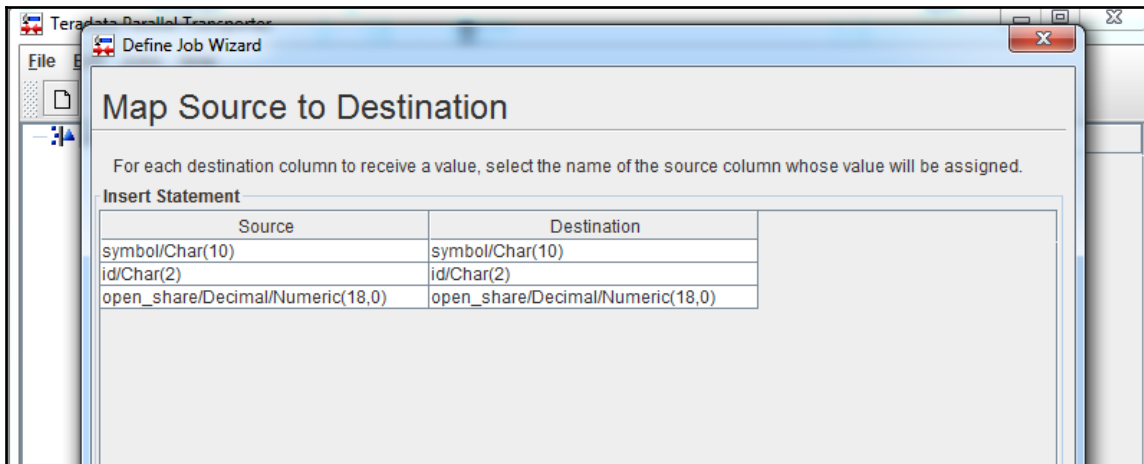 Teradata Parallel Transporter
Define Job Wizard
File
Map Source to Destination
For each destination column to receive a value, select the name of the source column whose value will be assigned.
Insert Statement
Source Destination
symbol/Char(10) symbol/Char(10)
id/Char(2) id/Char(2)
open_share/Decimal/Numeric(18,0) open_share/Decimal/Numeric(18,0)